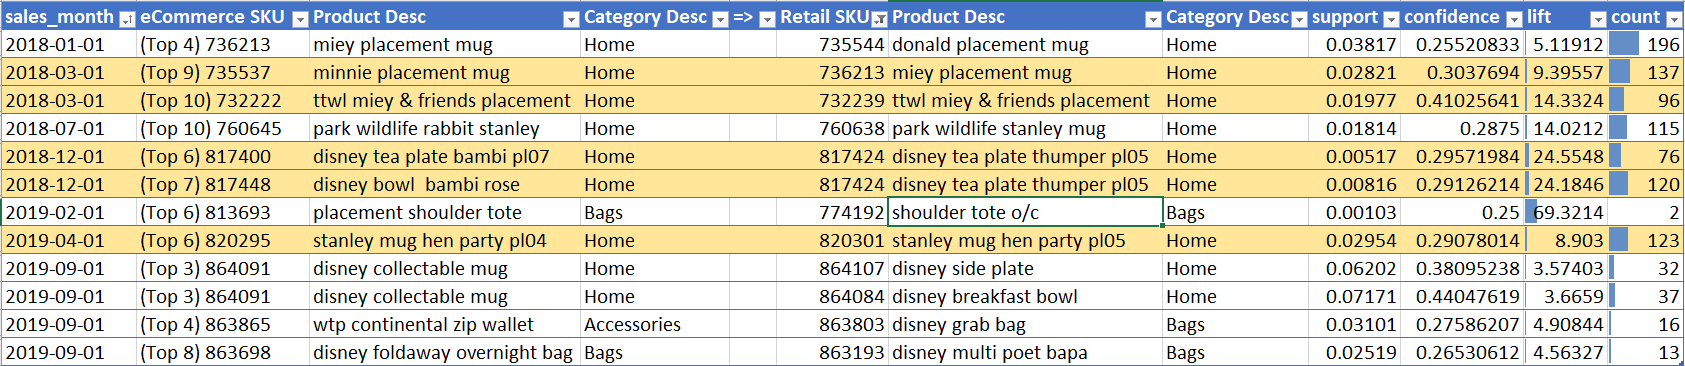 sales_month eCommerce SKU Product Desc Category Desc => Retail SKU Product Desc Category Desc support confidence lift count
2018-01-01 (Top 4) 736213 miey placement mug Home 735544 donald placement mug Home 0.03817 0.25520833 5.11912 196
2018-03-01 (Top 9) 735537 minnie placement mug Home 736213 miey placement mug Home 0.02821 0.3037694 9.39557 137
2018-03-01 (Top 10) 732222 ttwl miey & friends placement Home 732239 ttwl miey & friends placement Home 0.01977 0.41025641 14.3324 96
2018-07-01 (Top 10) 760645 park wildlife rabbit stanley Home 760638 park wildlife stanley mug Home 0.01814 0.2875 14.0212 115
2018-12-01 (Top 6) 817400 disney tea plate bambi pl07 Home 817424 disney tea plate thumper pl05 Home 0.00517 0.29571984 24.5548 76
2018-12-01 (Top 7) 817448 disney bowl  bambi rose Home 817424 disney tea plate thumper pl05 Home 0.00816 0.29126214 24.1846 120
2019-02-01 (Top 6) 813693 placement shoulder tote Bags 774192 shoulder tote o/c Bags 0.00103 0.25 69.3214 2
2019-04-01 (Top 6) 820295 stanley mug hen party pl04 Home 820301 stanley mug hen party pl05 Home 0.02954 0.29078014 8.903 123
2019-09-01 (Top 3) 864091 disney collectable mug Home 864107 disney side plate Home 0.06202 0.38095238 3.57403 32
2019-09-01 (Top 3) 864091 disney collectable mug Home 864084 disney breakfast bowl Home 0.07171 0.44047619 3.6659 37
2019-09-01 (Top 4) 863865 wtp continental zip wallet Accessories 863803 disney grab bag Bags 0.03101 0.27586207 4.90844 16
2019-09-01 (Top 8) 863698 disney foldaway overnight bag Bags 863193 disney multi poet bapa Bags 0.02519 0.26530612 4.56327 13